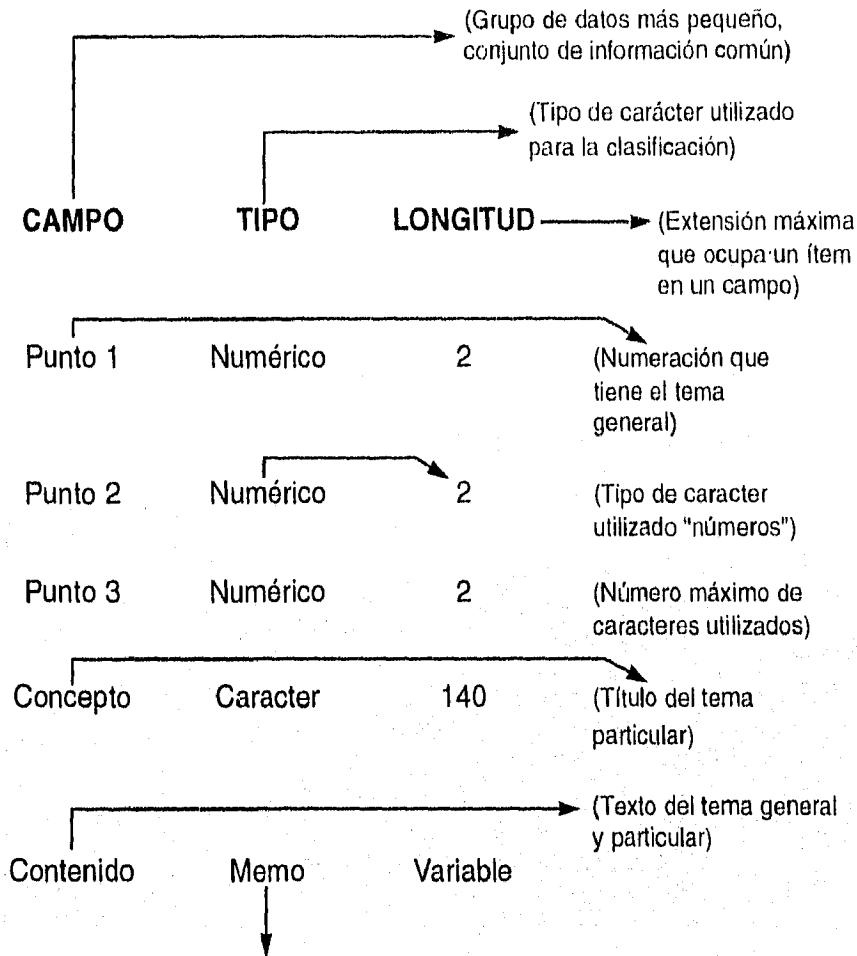 (Grupo de datos más pequeño,
conjunto de información común)
(Tipo de carácter utilizado
para la clasificación)
CAMPO TIPO LONGITUD (Extensión máxima
que ocupa un ítem
en un campo)
Punto 1 Numérico 2 (Numeración que
tiene el tema
general)
Punto 2 Numérico 2 (Tipo de caracter
utilizado "números")
Punto 3 Numérico 2 (Número máximo de
caracteres utilizados)
Concepto Caracter 140 (Título del tema
particular)
(Texto del tema general
y particular)
Contenido Memo Variable